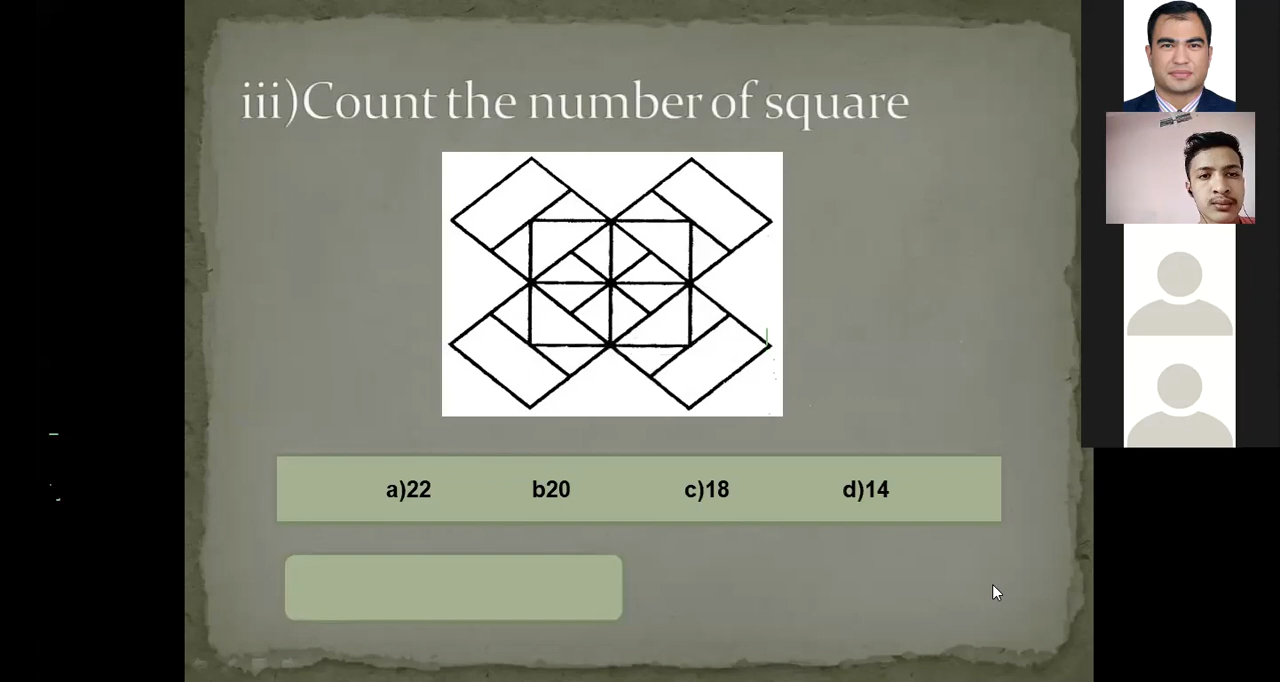 iii)Count the number of square
a)22 b20 c)18 d)14